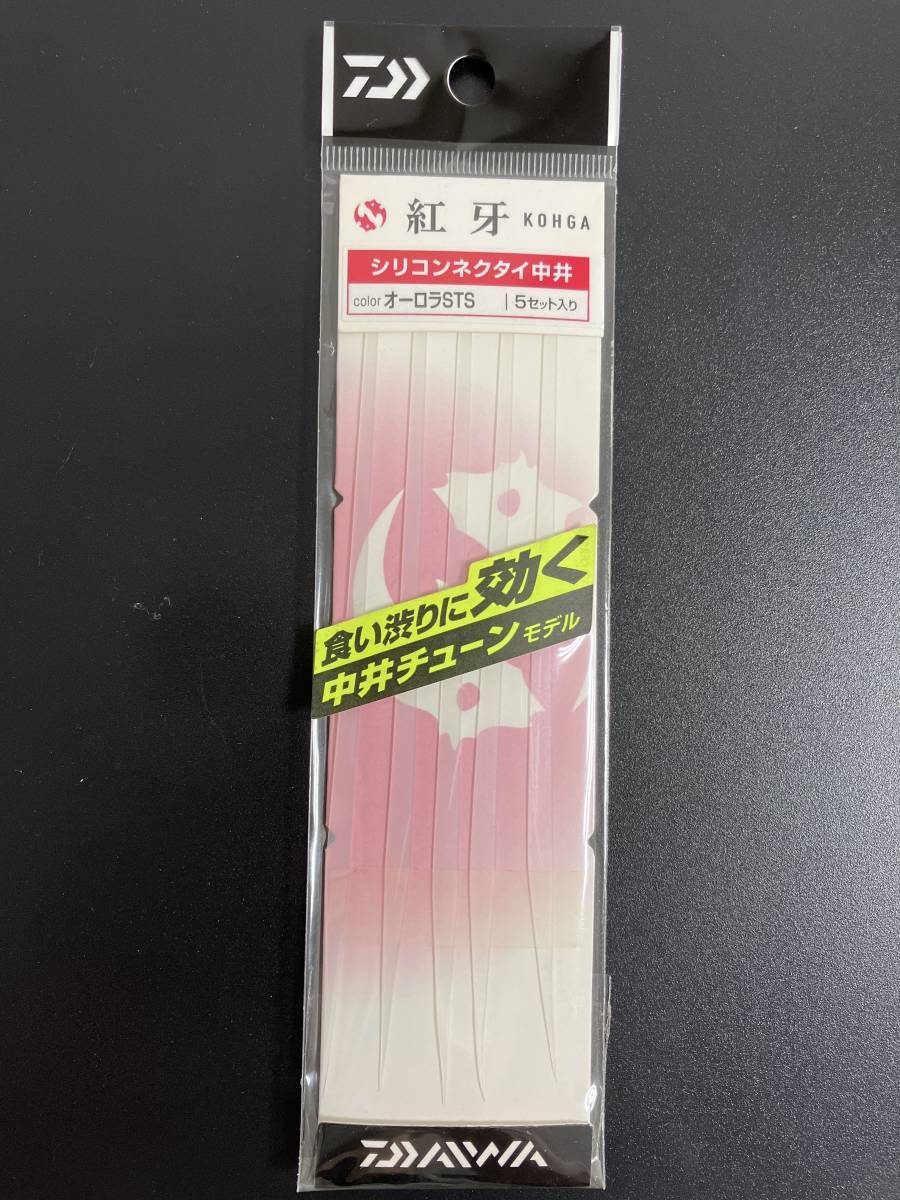 紅牙 KOHGA
シリコンネクタイ中井
color オーロラSTS | 5セット入り
食い渋りに効く
中井チューンモデル
DAIWA